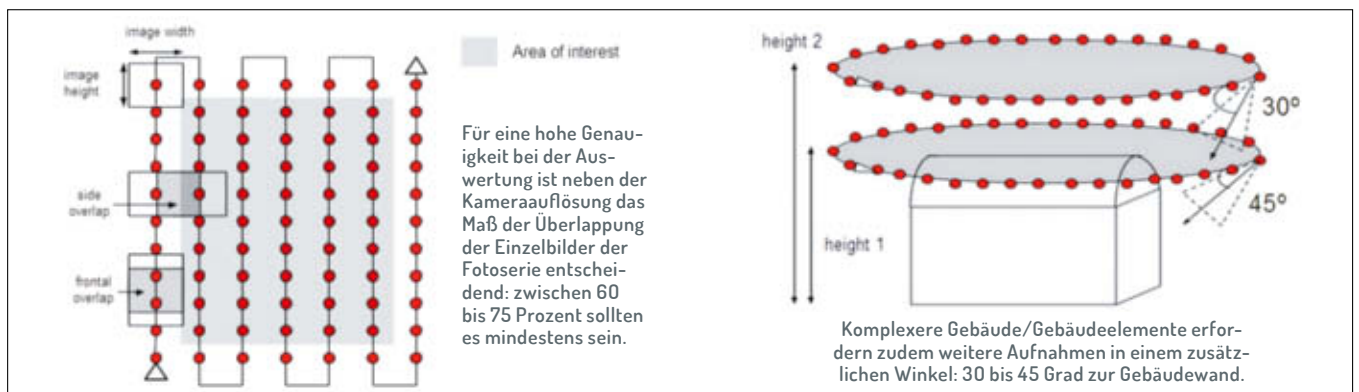 image width
image
height
side
overlap
frontal
overlap
Area of interest
Für eine hohe Genau-
igkeit bei der Aus-
wertung ist neben der
Kameraauflösung das
Maß der Überlappung
der Einzelbilder der
Fotoserie entschei-
dend: zwischen 60
bis 75 Prozent sollten
es mindestens sein.
height 2
30º
45º
height 1
Komplexere Gebäude/Gebäudeelemente erfor-
dern zudem weitere Aufnahmen in einem zusätz-
lichen Winkel: 30 bis 45 Grad zur Gebäudewand.